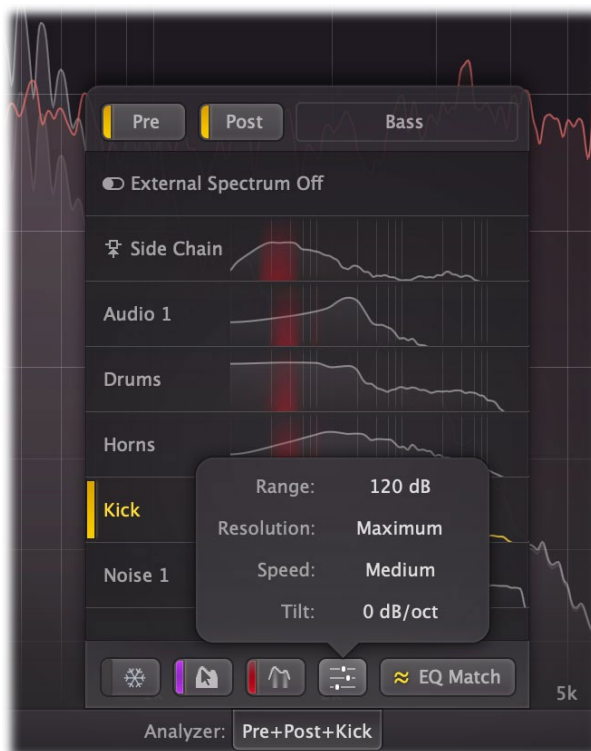 Pre Post Bass
External Spectrum Off
Side Chain
Audio 1
Drums
Horns
Range: 120 dB
Kick
Resolution: Maximum
Speed: Medium
Noise 1
Tilt: 0 dB/oct
EQ Match
5k
Analyzer: Pre+Post+Kick